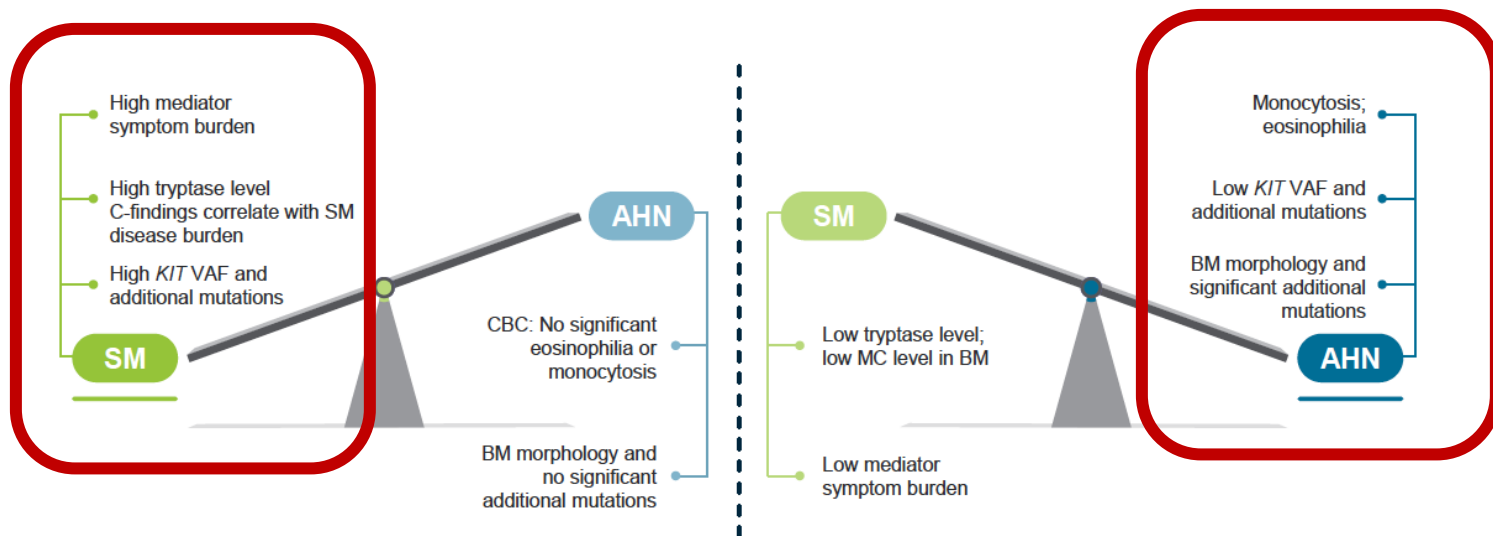 High mediator
symptom burden
High tryptase level
C-findings correlate with SM
disease burden
High KIT VAF and
additional mutations
SM
AHN
CBC: No significant
eosinophilia or
monocytosis
BM morphology and
no significant
additional mutations
SM
Low tryptase level;
low MC level in BM
Low mediator
symptom burden
Monocytosis;
eosinophilia
Low KIT VAF and
additional mutations
BM morphology and
significant additional
mutations
AHN